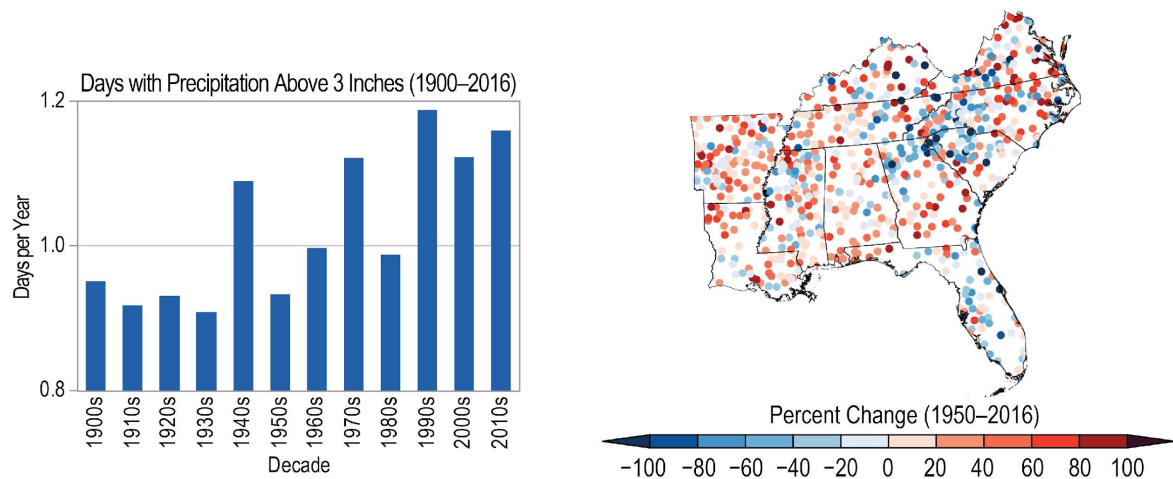 Days with Precipitation Above 3 Inches (1900–2016)
Days per Year
1.2
1.0
0.8
1900s
1910s
1920s
1930s
1940s
1950s
1960s
1970s
1980s
1990s
2000s
2010s
Decade
Percent Change (1950–2016)
−100 −80 −60 −40 −20 0 20 40 60 80 100